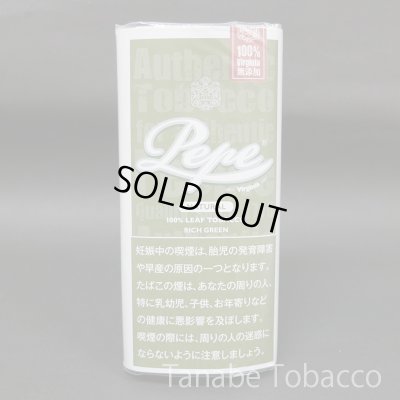 Authentic
100%
Virginia
無添加
Tobacco
Pepe
Virginia
SOLD OUT
100% LEAF TOBACCO
RICH GREEN
妊娠中の喫煙は、胎児の発育障害
や早産の原因の一つとなります。
たばこの煙は、あなたの周りの人、
特に乳幼児、子供、お年寄りなど
の健康に悪影響を及ぼします。
喫煙の際には、周りの人の迷惑に
ならないように注意しましょう。
Tanabe Tobacco